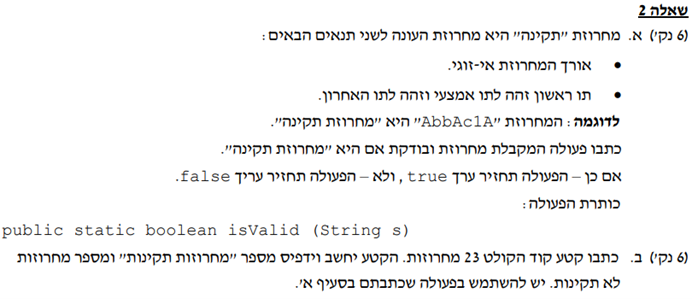 שאלה 2
(6 נק') א. מחרוזת "תקינה" היא מחרוזת העונה לשני תנאים הבאים:
• אורך המחרוזת אי-זוגי.
• תו ראשון זהה לתו אמצעי וזהה לתו האחרון.
לדוגמה: המחרוזת "AbbAc1A" היא "מחרוזת תקינה".
כתבו פעולה המקבלת מחרוזת ובודקת אם היא "מחרוזת תקינה".
אם כן – הפעולה תחזיר ערך true, ולא – הפעולה תחזיר עריך false.
כותרת הפעולה:
public static boolean isValid (String s)
(6 נק') ב. כתבו קטע קוד הקולט 23 מחרוזות. הקטע יחשב וידפיס מספר "מחרוזות תקינות" ומספר מחרוזות
לא תקינות. יש להשתמש בפעולה שכתבתם בסעיף א'.